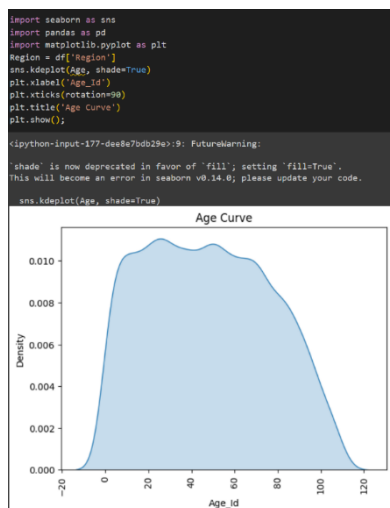 import seaborn as sns
import pandas as pd
import matplotlib.pyplot as plt
Region = df['Region']
sns.kdeplot(Age, shade=True)
plt.xlabel('Age_Id')
plt.xticks(rotation=90)
plt.title('Age Curve')
plt.show();
<ipython-input-177-dee8e7bdb29e>:9: FutureWarning:
`shade` is now deprecated in favor of `fill`; setting `fill=True`.
This will become an error in seaborn v0.14.0; please update your code.
sns.kdeplot(Age, shade=True)
Age Curve
0.010
0.008
0.006
0.004
0.002
0.000
Density
-20
0
20
40
60
80
100
120
Age_Id